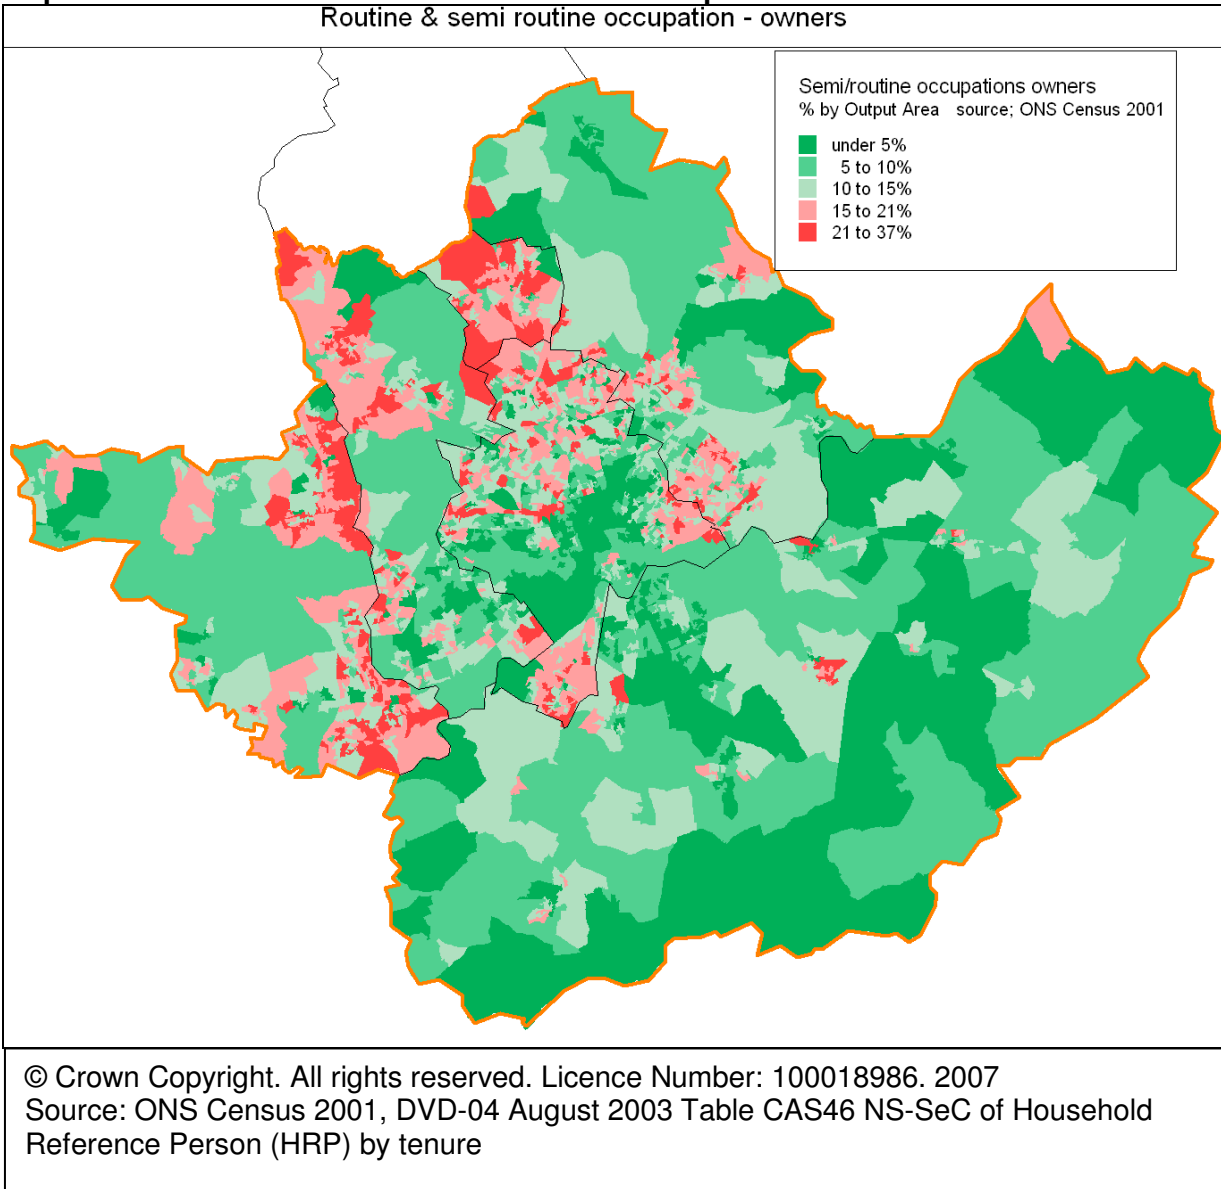 Routine & semi routine occupation - owners
Semi/routine occupations owners
% by Output Area source; ONS Census 2001
under 5%
5 to 10%
10 to 15%
15 to 21%
21 to 37%
© Crown Copyright. All rights reserved. Licence Number: 100018986. 2007
Source: ONS Census 2001, DVD-04 August 2003 Table CAS46 NS-SeC of Household
Reference Person (HRP) by tenure